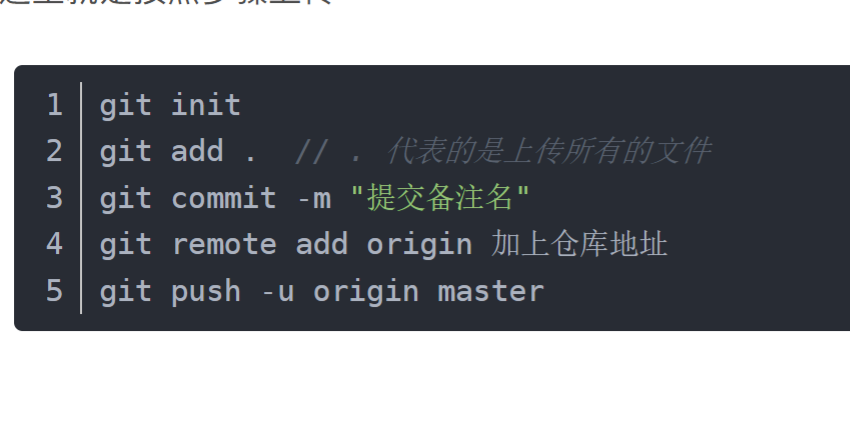 1 git init
2 git add .  // . 代表的是上传所有的文件
3 git commit -m "提交备注名"
4 git remote add origin 加上仓库地址
5 git push -u origin master